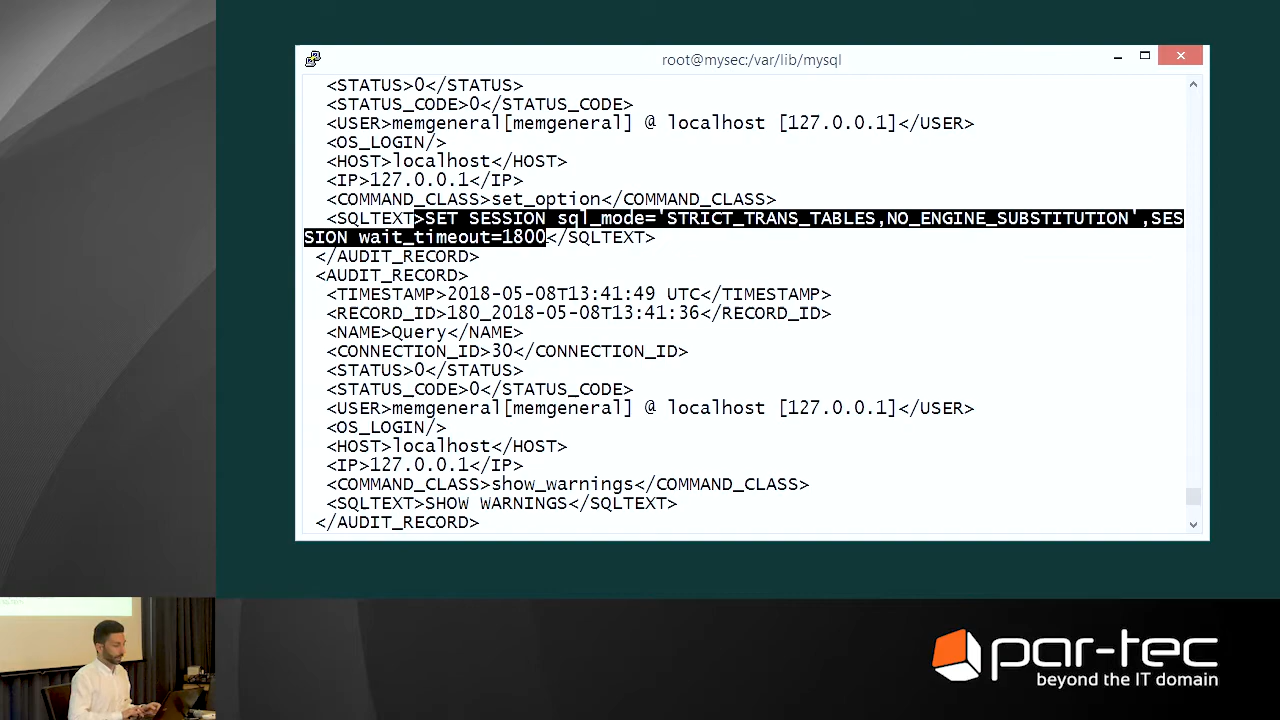 root@mysec:/var/lib/mysql
<STATUS>0</STATUS>
<STATUS_CODE>0</STATUS_CODE>
<USER>memgeneral[memgeneral] @ localhost [127.0.0.1]</USER>
<OS_LOGIN/>
<HOST>localhost</HOST>
<IP>127.0.0.1</IP>
<COMMAND_CLASS>set_option</COMMAND_CLASS>
<SQLTEXT>SET SESSION sql_mode='STRICT_TRANS_TABLES,NO_ENGINE_SUBSTITUTION',SES
SION wait_timeout=1800</SQLTEXT>
</AUDIT_RECORD>
<AUDIT_RECORD>
<TIMESTAMP>2018-05-08T13:41:49 UTC</TIMESTAMP>
<RECORD_ID>180_2018-05-08T13:41:36</RECORD_ID>
<NAME>Query</NAME>
<CONNECTION_ID>30</CONNECTION_ID>
<STATUS>0</STATUS>
<STATUS_CODE>0</STATUS_CODE>
<USER>memgeneral[memgeneral] @ localhost [127.0.0.1]</USER>
<OS_LOGIN/>
<HOST>localhost</HOST>
<IP>127.0.0.1</IP>
<COMMAND_CLASS>show_warnings</COMMAND_CLASS>
<SQLTEXT>SHOW WARNINGS</SQLTEXT>
</AUDIT_RECORD>
par-tec
beyond the IT domain